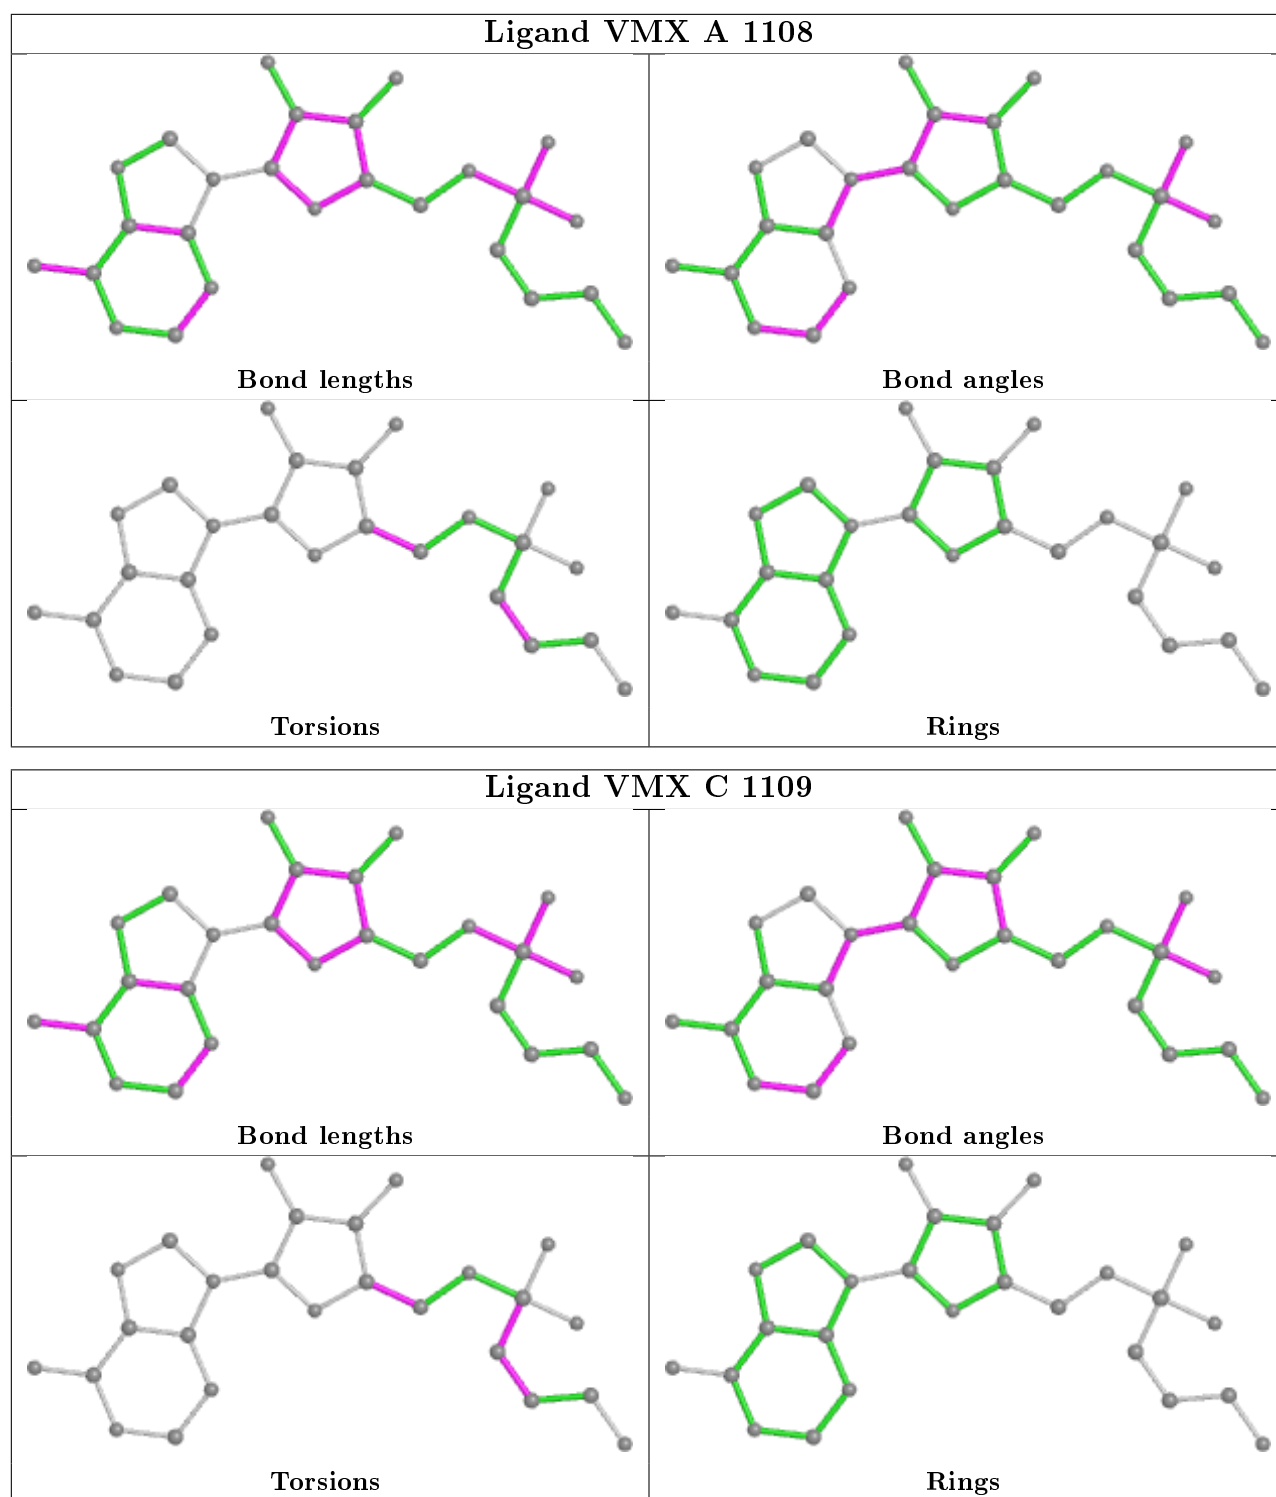 Ligand VMX A 1108
Bond lengths
Bond angles
Torsions
Rings
Ligand VMX C 1109
Bond lengths
Bond angles
Torsions
Rings